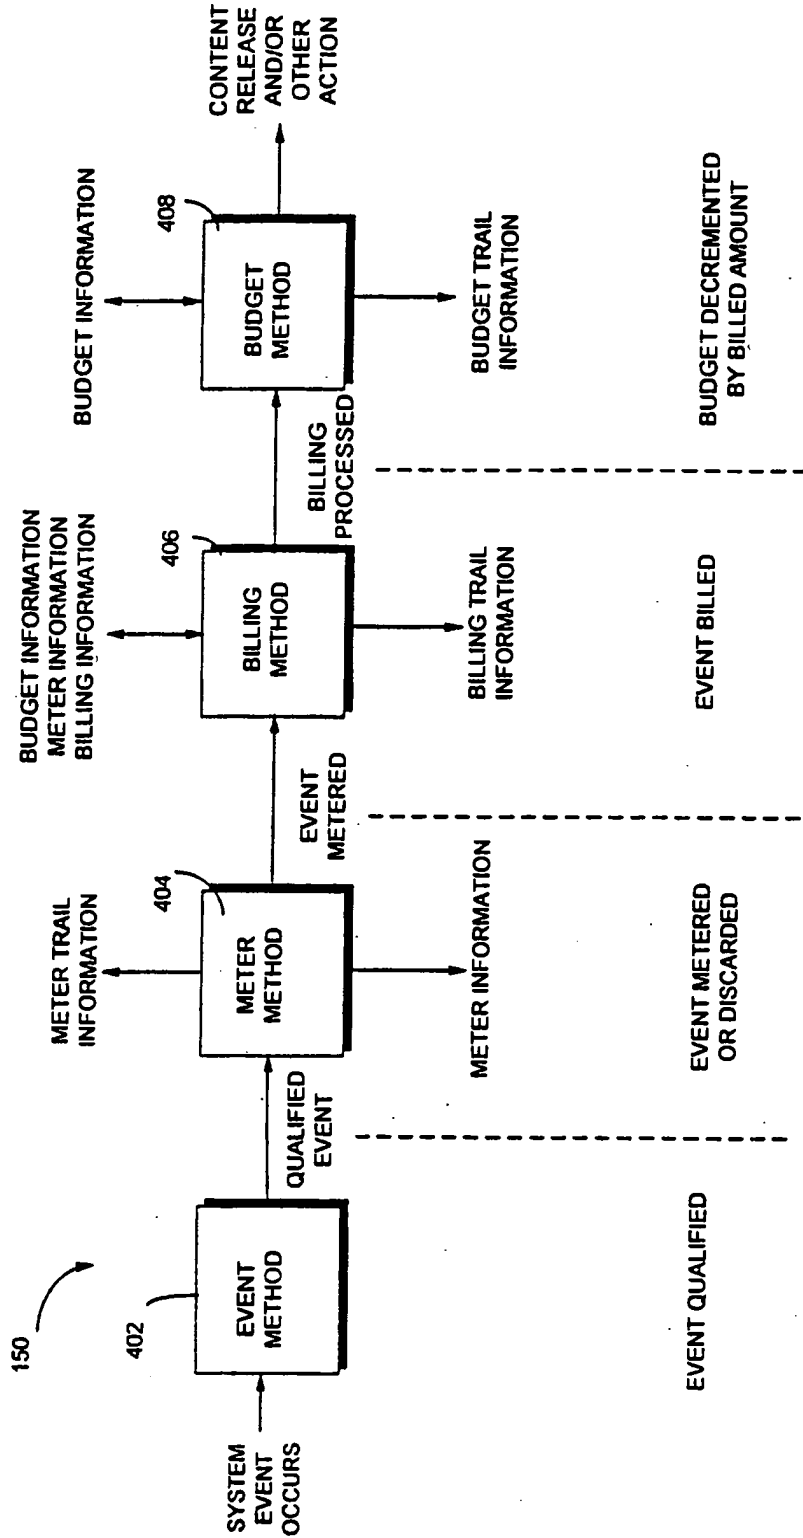 150
SYSTEM
EVENT
OCCURS
402
EVENT
METHOD
QUALIFIED
EVENT
EVENT QUALIFIED
METER TRAIL
INFORMATION
404
METER
METHOD
METER INFORMATION
EVENT METERED
OR DISCARDED
EVENT
METERED
BUDGET INFORMATION
METER INFORMATION
BILLING INFORMATION
406
BILLING
METHOD
BILLING TRAIL
INFORMATION
EVENT BILLED
BILLING
PROCESSED
BUDGET INFORMATION
408
BUDGET
METHOD
BUDGET TRAIL
INFORMATION
BUDGET DECREMENTED
BY BILLED AMOUNT
CONTENT
RELEASE
AND/OR
OTHER
ACTION